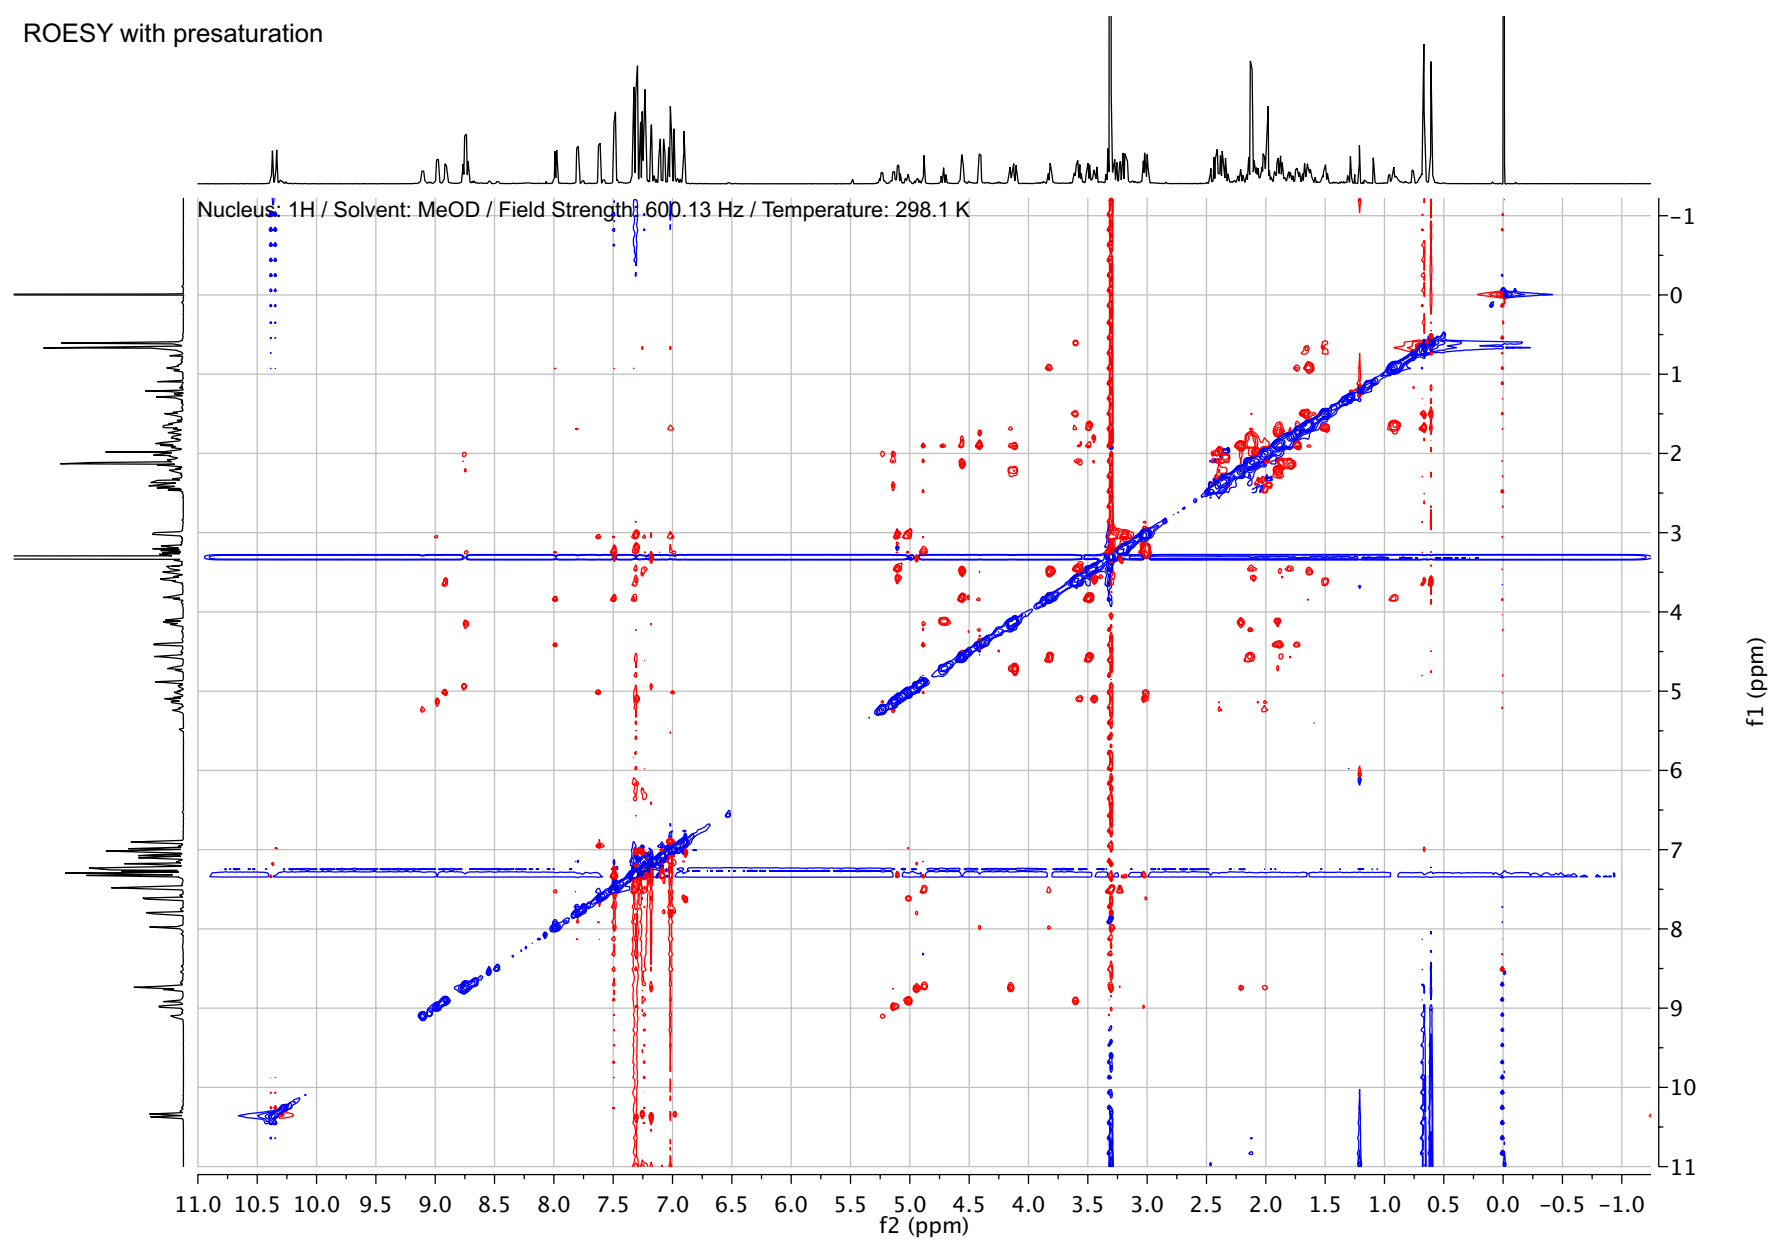 ROESY with presaturation
Nucleus: 1H / Solvent: MeOD / Field Strength: 600.13 Hz / Temperature: 298.1 K
−1
0
1
2
3
4
5
6
7
8
9
10
11
f1 (ppm)
11.0 10.5 10.0 9.5 9.0 8.5 8.0 7.5 7.0 6.5 6.0 5.5 5.0 4.5 4.0 3.5 3.0 2.5 2.0 1.5 1.0 0.5 0.0 −0.5 −1.0
f2 (ppm)